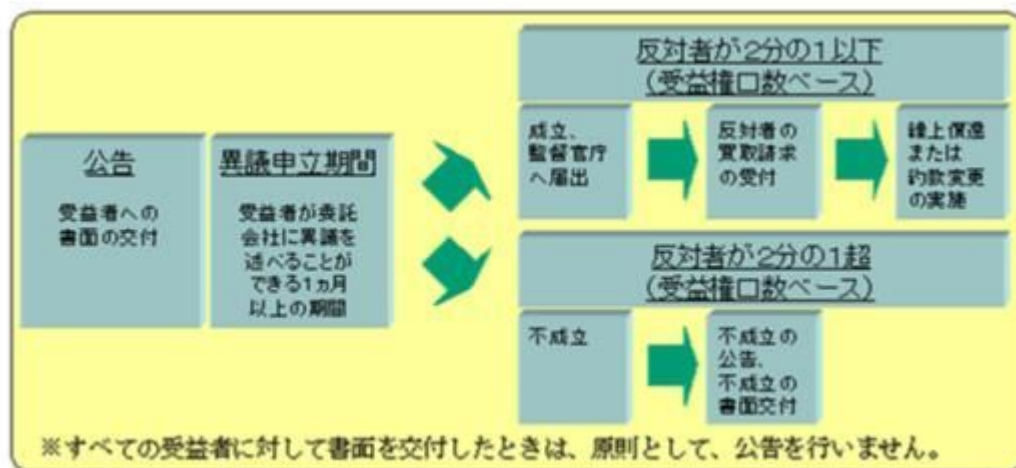 公告
受益者への
書面の交付
異議申立期間
受益者が委託
会社に異議を
述べることが
できる1ヵ月
以上の期間
反対者が2分の1以下
(受益権口数ベース)
成立、
監督官庁
へ届出
反対者の
買取請求
の受付
繰上償還
または
約款変更
の実施
反対者が2分の1超
(受益権口数ベース)
不成立
不成立の
公告、
不成立の
書面交付
※すべての受益者に対して書面を交付したときは、原則として、公告を行いません。